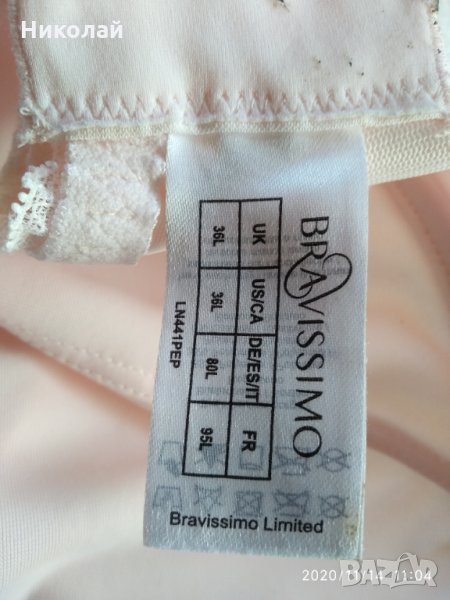 Николай
BRAVISSIMO
UK US/CA DE/ES/IT FR
36L 36L 80L 95L
LN441PEP
Bravissimo Limited
2020/11/14 11:04
BAZAR